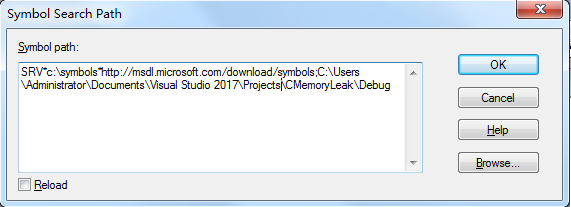 Symbol Search Path
Symbol path:
SRV*c:\symbols*http://msdl.microsoft.com/download/symbols;C:\Users
\Administrator\Documents\Visual Studio 2017\Projects\CMemoryLeak\Debug
OK
Cancel
Help
Browse...
Reload